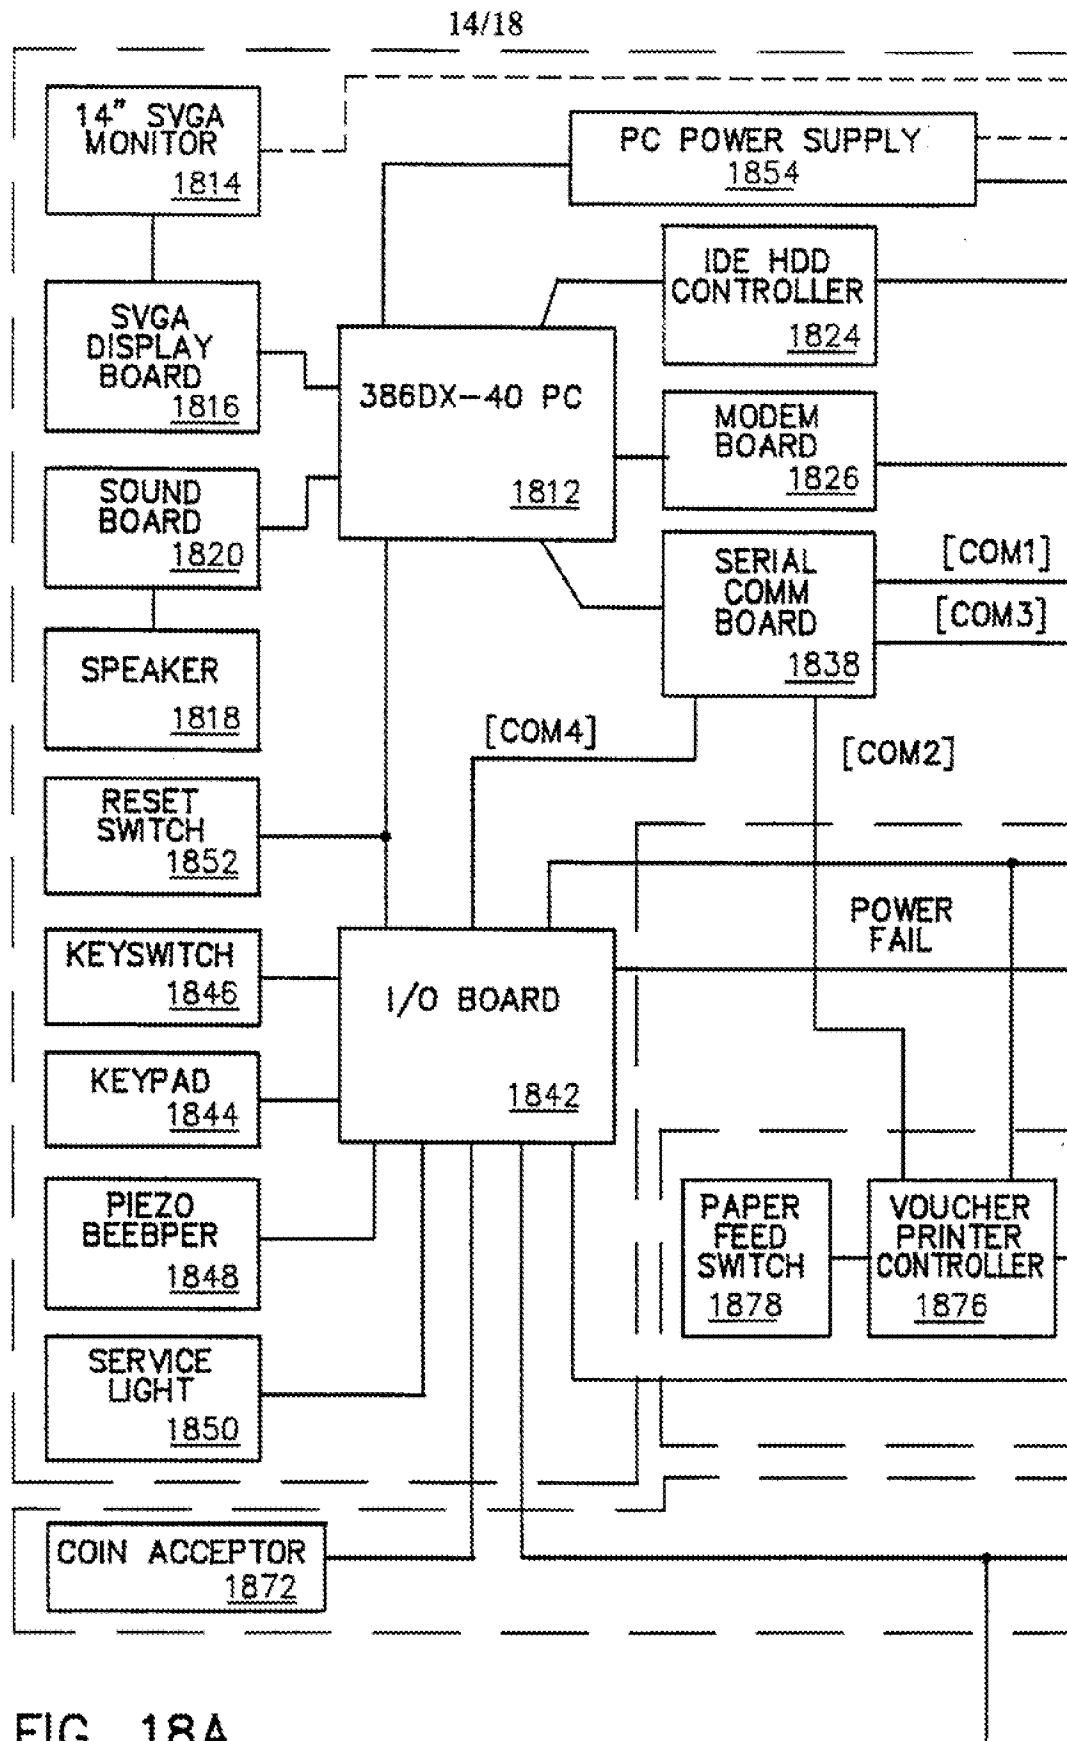 14/18
14" SVGA
MONITOR
1814
PC POWER SUPPLY
1854
IDE HDD
CONTROLLER
1824
SVGA
DISPLAY
BOARD
1816
386DX-40 PC
1812
MODEM
BOARD
1826
SOUND
BOARD
1820
SERIAL
COMM
BOARD
1838
[COM1]
[COM3]
SPEAKER
1818
[COM4]
[COM2]
RESET
SWITCH
1852
POWER
FAIL
KEYSWITCH
1846
I/O BOARD
1842
KEYPAD
1844
PIEZO
BEEBPER
1848
PAPER
FEED
SWITCH
1878
VOUCHER
PRINTER
CONTROLLER
1876
SERVICE
LIGHT
1850
COIN ACCEPTOR
1872
FIG. 18A